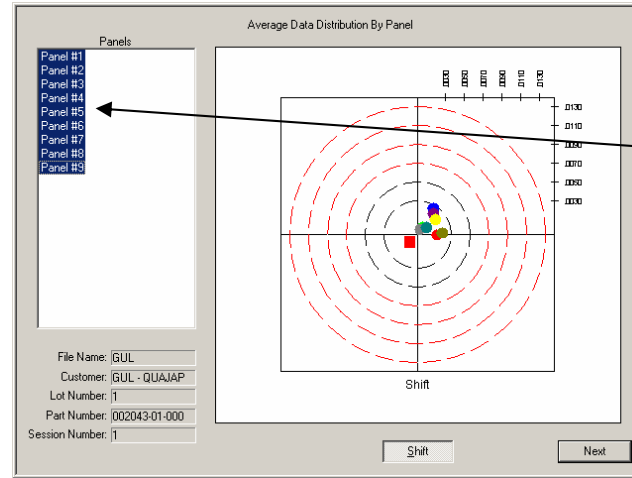 Average Data Distribution By Panel
Panels
Panel #1
Panel #2
Panel #3
Panel #4
Panel #5
Panel #6
Panel #7
Panel #8
Panel #9
.0030 .0050 .0070 .0090 .0110 .0130
.0130
.0110
.0090
.0070
.0050
.0030
Shift
File Name: GUL
Customer: GUL - QUAJAP
Lot Number: 1
Part Number: 002043-01-000
Session Number: 1
Shift Next